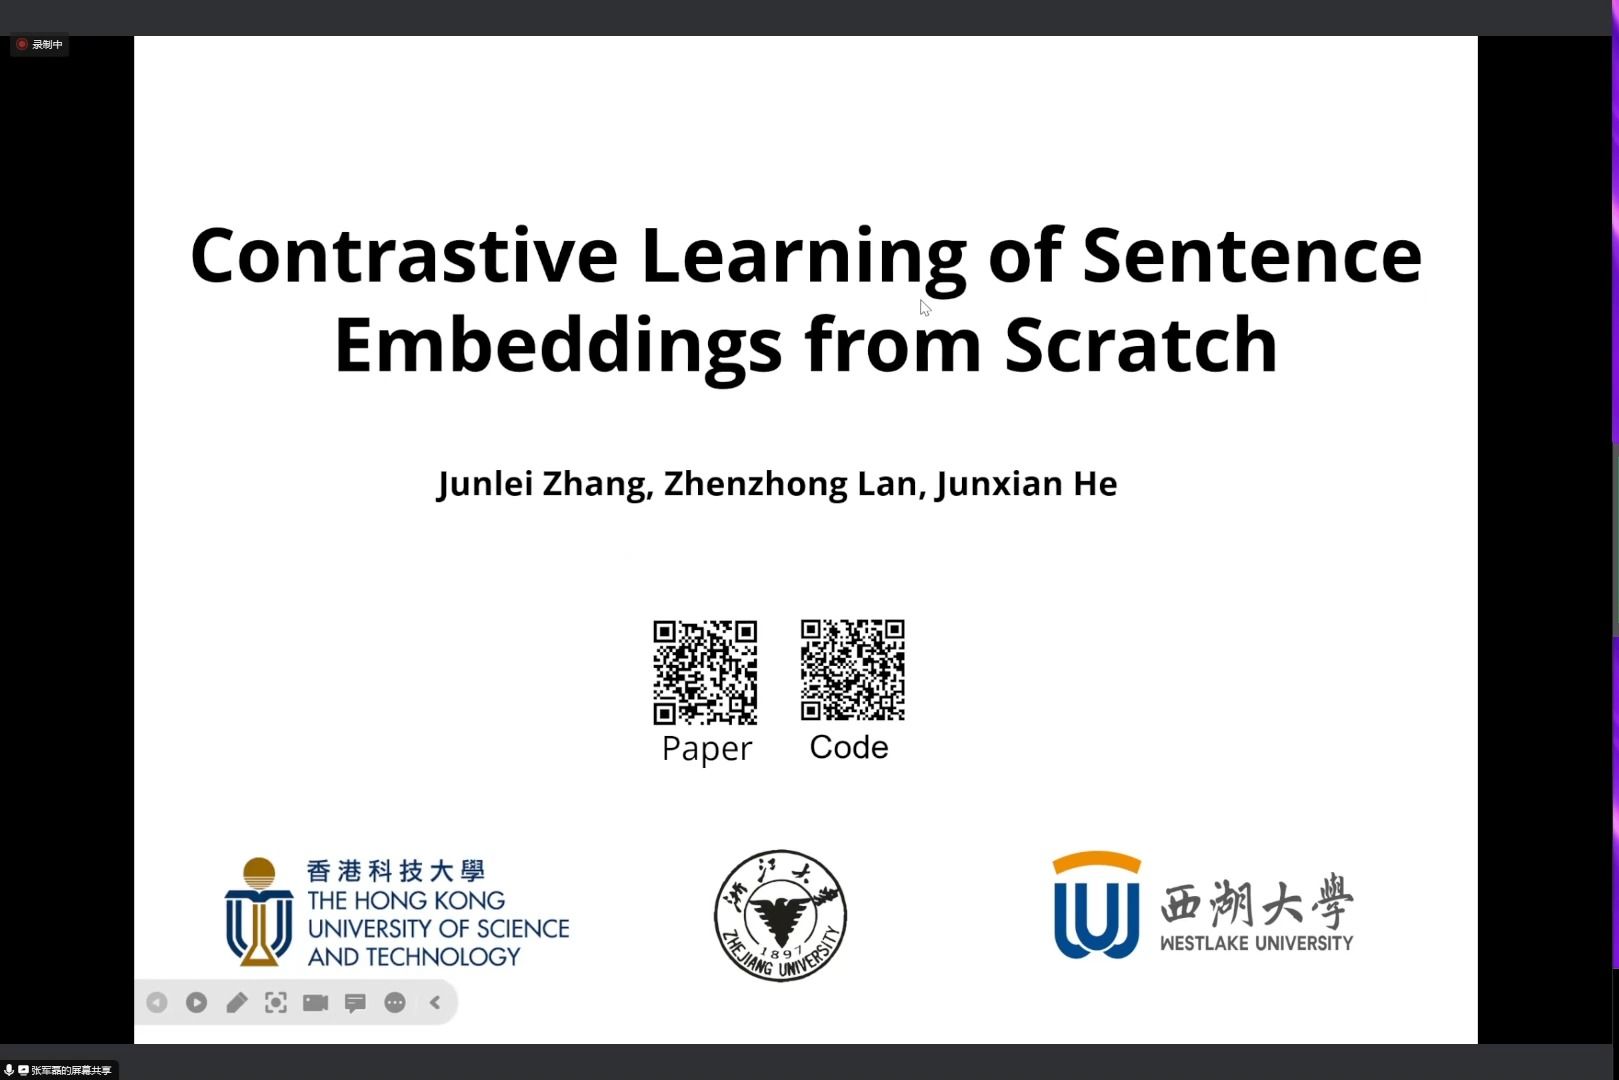 录制中
Contrastive Learning of Sentence
Embeddings from Scratch
Junlei Zhang, Zhenzhong Lan, Junxian He
Paper
Code
香港科技大學
THE HONG KONG
UNIVERSITY OF SCIENCE
AND TECHNOLOGY
浙江大學
1897
ZHEJIANG UNIVERSITY
西湖大學
WESTLAKE UNIVERSITY
张军磊的屏幕共享